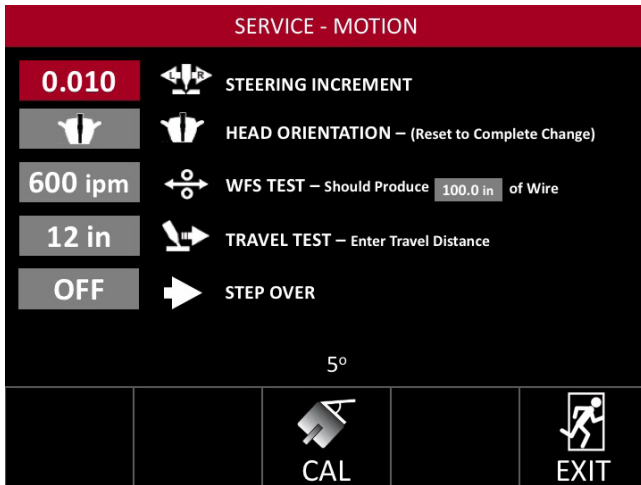 SERVICE - MOTION
0.010 L R STEERING INCREMENT
HEAD ORIENTATION – (Reset to Complete Change)
600 ipm WFS TEST – Should Produce 100.0 in of Wire
12 in TRAVEL TEST – Enter Travel Distance
OFF STEP OVER
5°
CAL EXIT